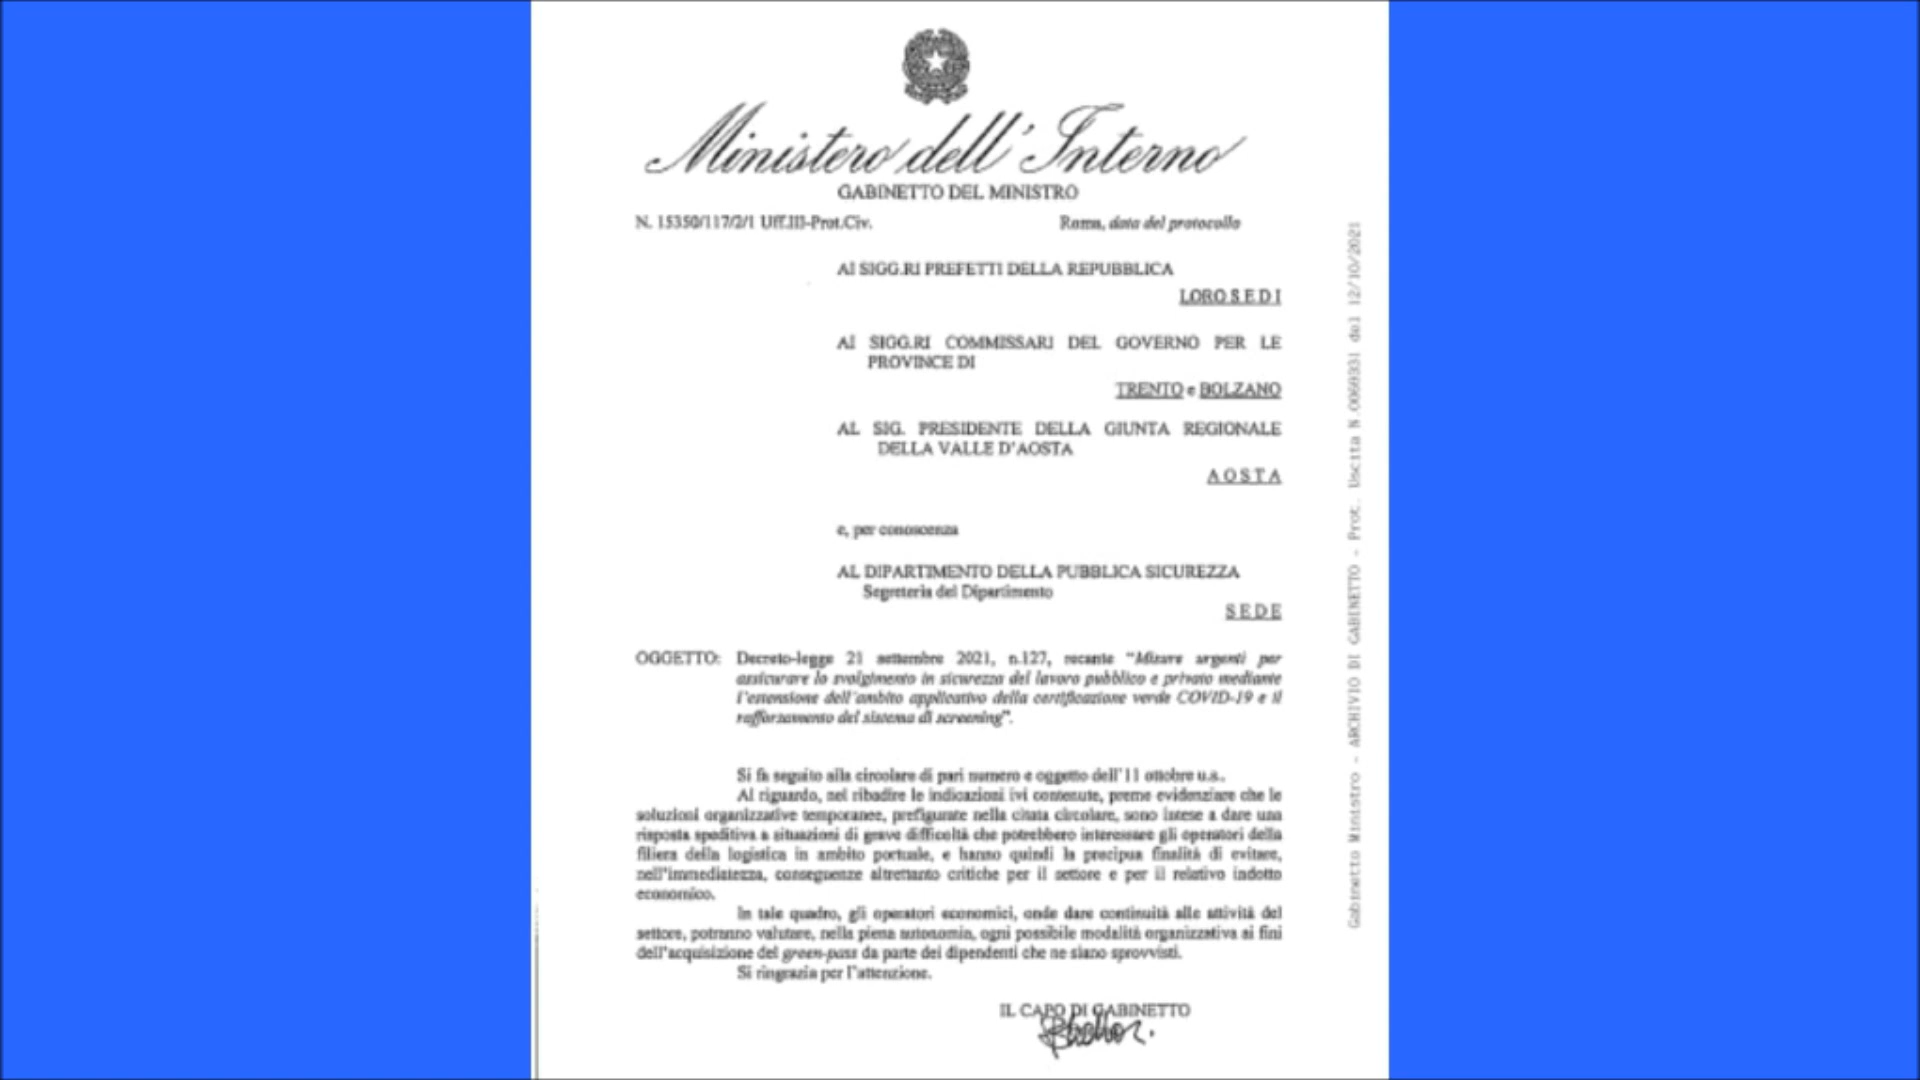 Ministero dell'Interno
GABINETTO DEL MINISTRO
N. 15350/117/2/1 Uff.III-Prot.Civ.
Roma, data del protocollo
AI SIGG.RI PREFETTI DELLA REPUBBLICA
LORO S E D I
AI SIGG.RI COMMISSARI DEL GOVERNO PER LE
PROVINCE DI
TRENTO e BOLZANO
AL SIG. PRESIDENTE DELLA GIUNTA REGIONALE
DELLA VALLE D'AOSTA
A O S T A
e, per conoscenza
AL DIPARTIMENTO DELLA PUBBLICA SICUREZZA
Segreteria del Dipartimento
S E D E
OGGETTO: Decreto-legge 21 settembre 2021, n.127, recante "Misure urgenti per
assicurare lo svolgimento in sicurezza del lavoro pubblico e privato mediante
l'estensione dell'ambito applicativo della certificazione verde COVID-19 e il
rafforzamento del sistema di screening".
Si fa seguito alla circolare di pari numero e oggetto dell'11 ottobre u.s..
Al riguardo, nel ribadire le indicazioni ivi contenute, preme evidenziare che le
soluzioni organizzative temporanee, prefigurate nella citata circolare, sono intese a dare una
risposta speditiva a situazioni di grave difficoltà che potrebbero interessare gli operatori della
filiera della logistica in ambito portuale, e hanno quindi la precipua finalità di evitare,
nell'immediatezza, conseguenze altrettanto critiche per il settore e per il relativo indotto
economico.
In tale quadro, gli operatori economici, onde dare continuità alle attività del
settore, potranno valutare, nella piena autonomia, ogni possibile modalità organizzativa ai fini
dell'acquisizione del green-pass da parte dei dipendenti che ne siano sprovvisti.
Si ringrazia per l'attenzione.
IL CAPO DI GABINETTO
Gabinetto Ministro - ARCHIVIO DI GABINETTO - Prot. Uscita del 12/10/2021